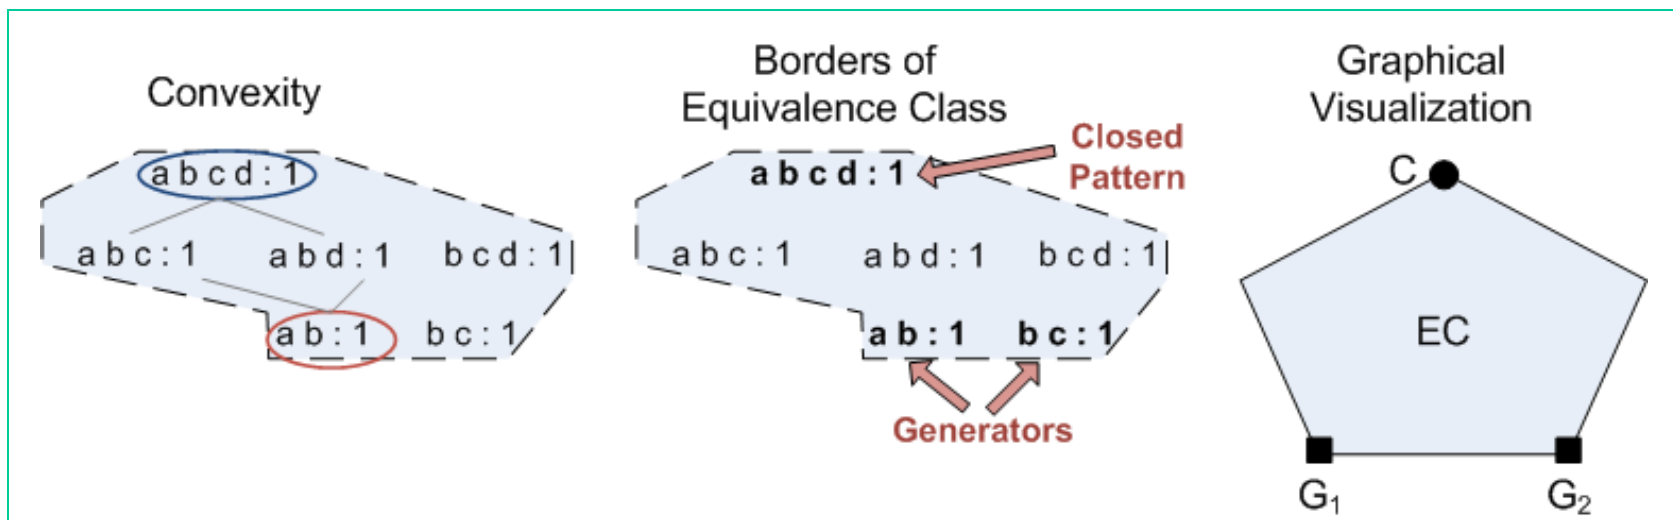 Convexity
a b c d : 1
a b c : 1
a b d : 1
b c d : 1
a b : 1
b c : 1
Borders of
Equivalence Class
Closed
Pattern
a b c d : 1
a b c : 1
a b d : 1
b c d : 1
a b : 1
b c : 1
Generators
Graphical
Visualization
C
EC
G₁
G₂